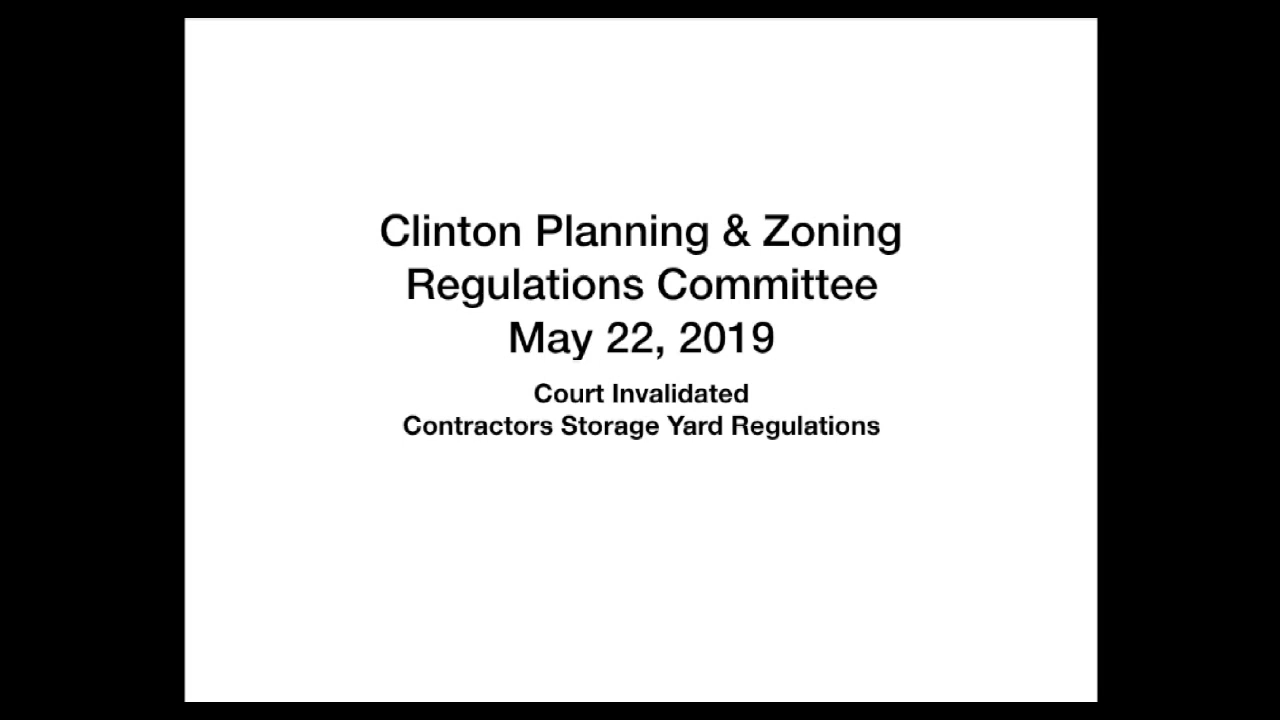 Clinton Planning & Zoning
Regulations Committee
May 22, 2019
Court Invalidated
Contractors Storage Yard Regulations